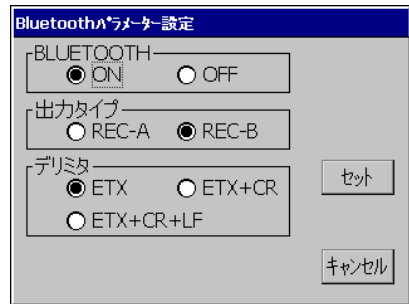 Bluetoothﾊﾟﾗﾒｰﾀｰ設定
BLUETOOTH
ON OFF
出力タイプ
REC-A REC-B
デリミタ
ETX ETX+CR
ETX+CR+LF
ｾｯﾄ
ｷｬﾝｾﾙ